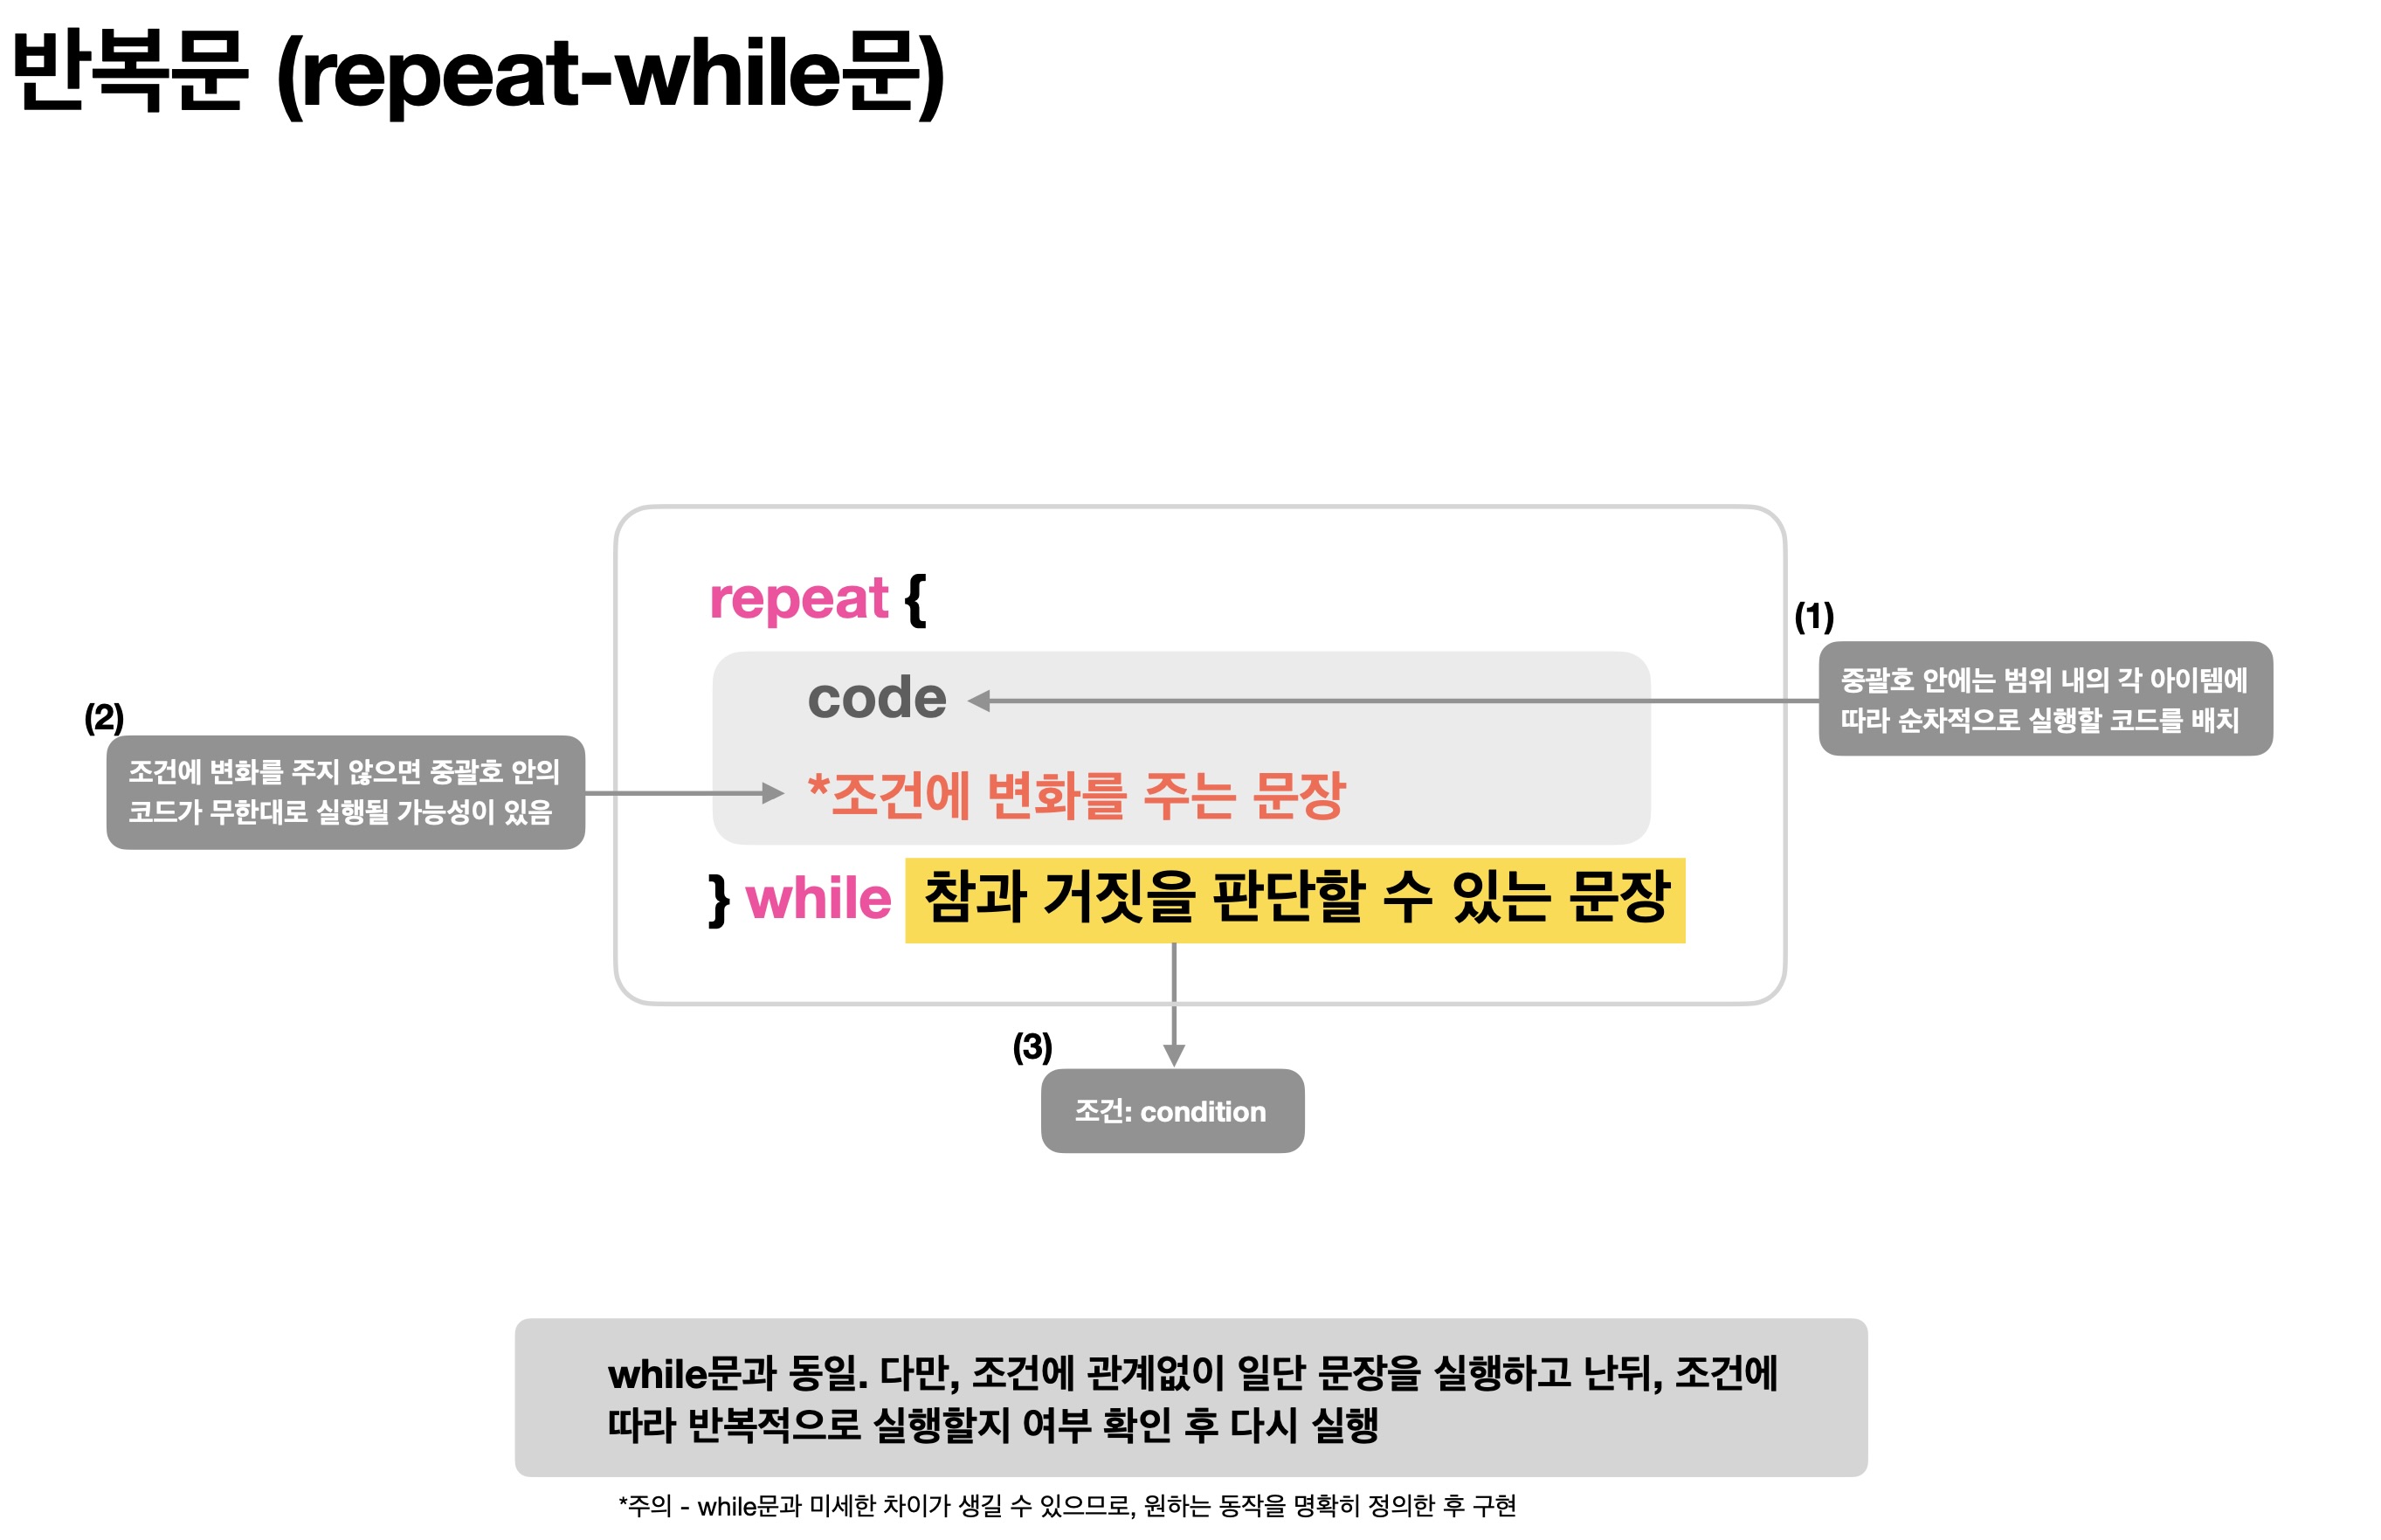 반복문 (repeat-while문)
repeat {
(1)
중괄호 안에는 범위 내의 각 아이템에
따라 순차적으로 실행할 코드를 배치
code
(2)
조건에 변화를 주지 않으면 중괄호 안의
코드가 무한대로 실행될 가능성이 있음
*조건에 변화를 주는 문장
} while 참과 거짓을 판단할 수 있는 문장
(3)
조건: condition
while문과 동일. 다만, 조건에 관계없이 일단 문장을 실행하고 난뒤, 조건에
따라 반복적으로 실행할지 여부 확인 후 다시 실행
*주의 - while문과 미세한 차이가 생길 수 있으므로, 원하는 동작을 명확히 정의한 후 구현